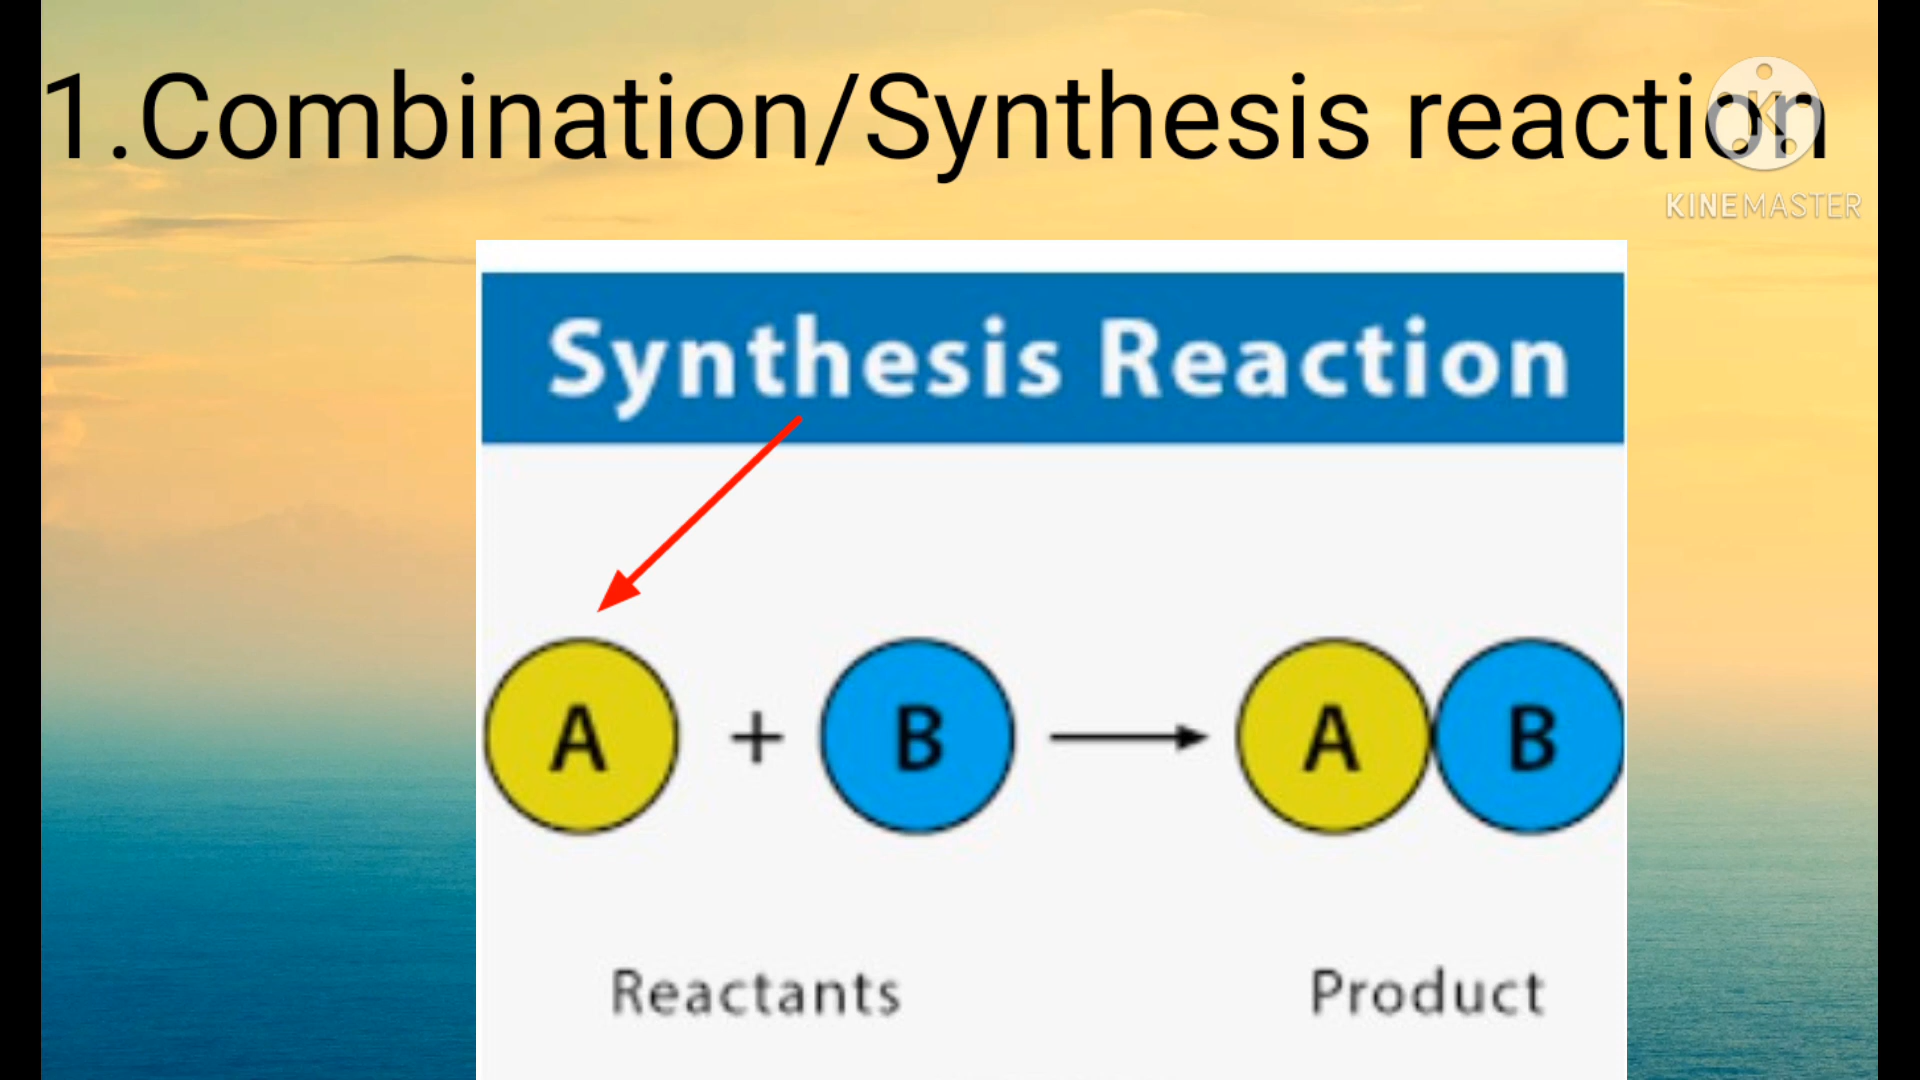 1.Combination/Synthesis reaction
KINEMASTER
Synthesis Reaction
A + B A B
Reactants Product